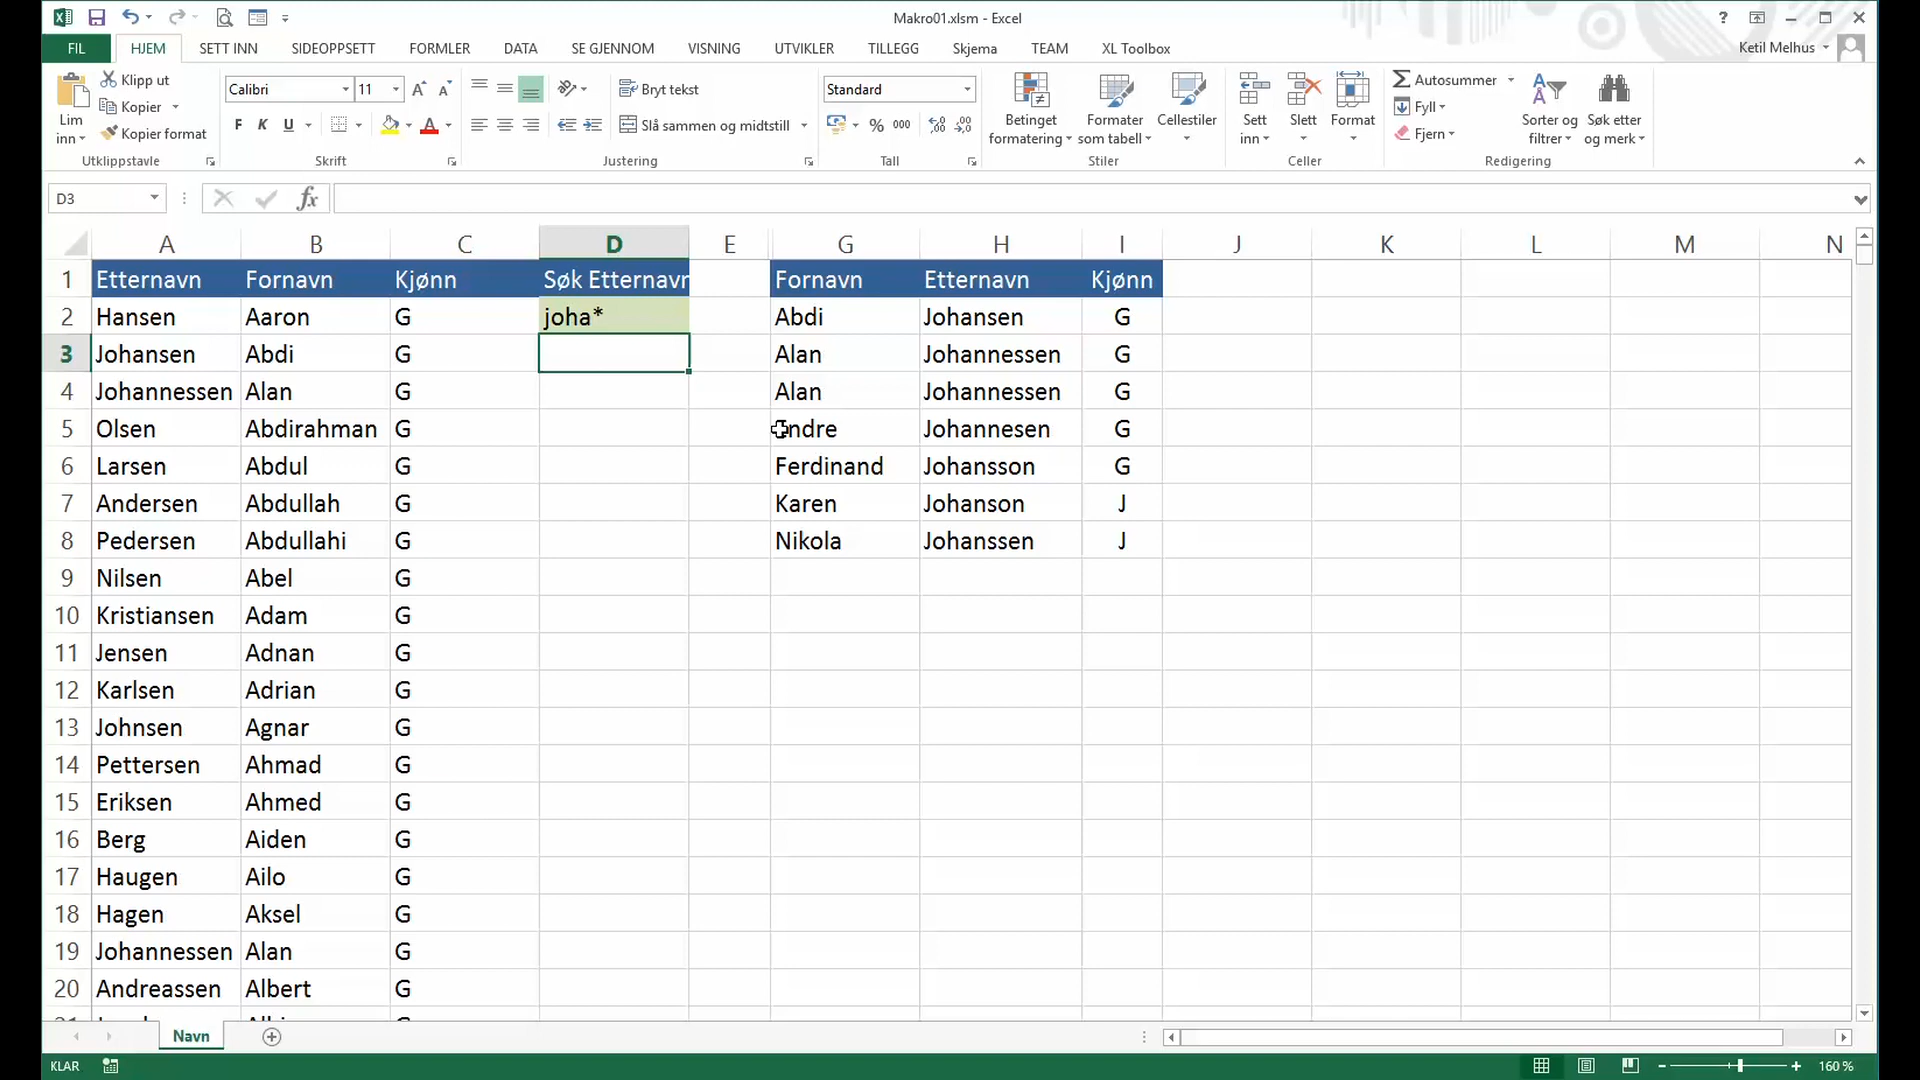 Makro01.xlsm - Excel
?
FIL HJEM SETT INN SIDEOPPSETT FORMLER DATA SE GJENNOM VISNING UTVIKLER TILLEGG Skjema TEAM XL Toolbox Ketil Melhus
Lim inn
Klipp ut
Kopier
Kopier format
Utklippstavle
Calibri 11
F K U
Skrift
Bryt tekst
Slå sammen og midtstill
Justering
Standard
% 000
Tall
Betinget formatering
Formater som tabell
Cellestiler
Stiler
Sett inn
Slett
Format
Celler
Autosummer
Fyll
Fjern
Sorter og filtrer
Søk etter og merk
Redigering
D3 fx
A B C D E G H I J K L M N
1 Etternavn Fornavn Kjønn Søk Etternavn Fornavn Etternavn Kjønn
2 Hansen Aaron G joha* Abdi Johansen G
3 Johansen Abdi G Alan Johannessen G
4 Johannessen Alan G Alan Johannessen G
5 Olsen Abdirahman G ndre Johannesen G
6 Larsen Abdul G Ferdinand Johansson G
7 Andersen Abdullah G Karen Johanson J
8 Pedersen Abdullahi G Nikola Johanssen J
9 Nilsen Abel G
10 Kristiansen Adam G
11 Jensen Adnan G
12 Karlsen Adrian G
13 Johnsen Agnar G
14 Pettersen Ahmad G
15 Eriksen Ahmed G
16 Berg Aiden G
17 Haugen Ailo G
18 Hagen Aksel G
19 Johannessen Alan G
20 Andreassen Albert G
Navn
KLAR 160 %